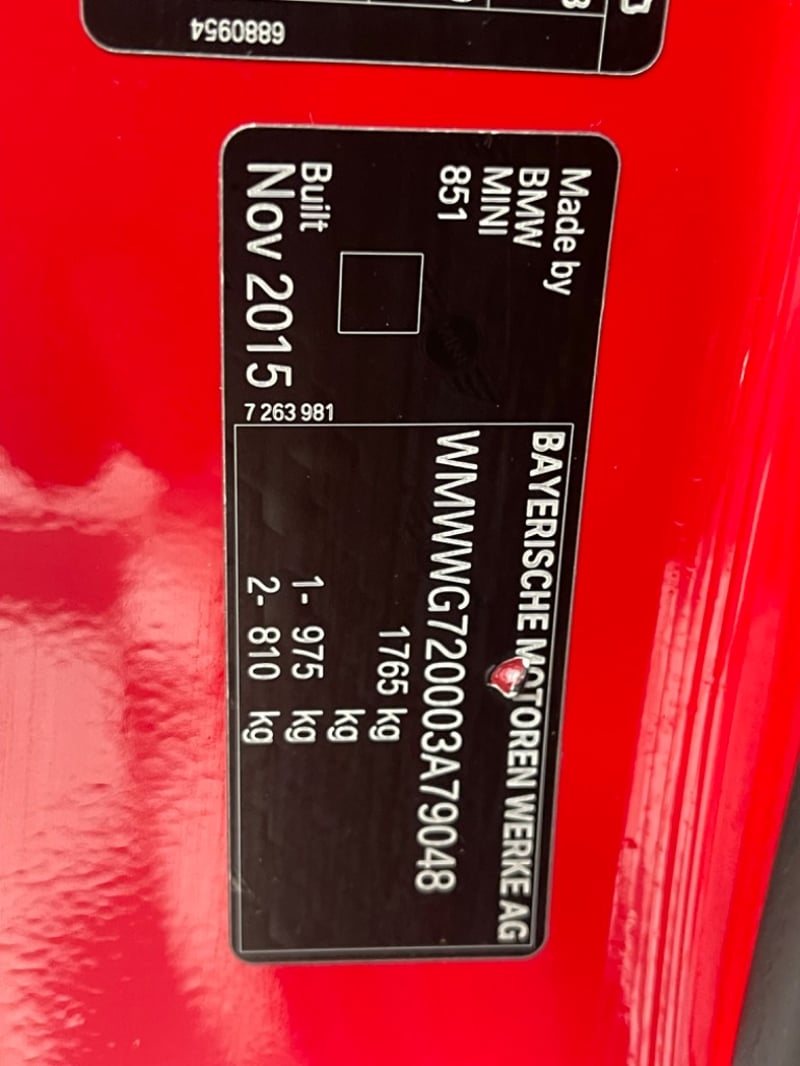 6880954
Made by
BMW
MINI
851
Built
Nov 2015
7 263 981
BAYERISCHE MOTOREN WERKE AG
WMWWG720003A79048
1765 kg
kg
1- 975 kg
2- 810 kg